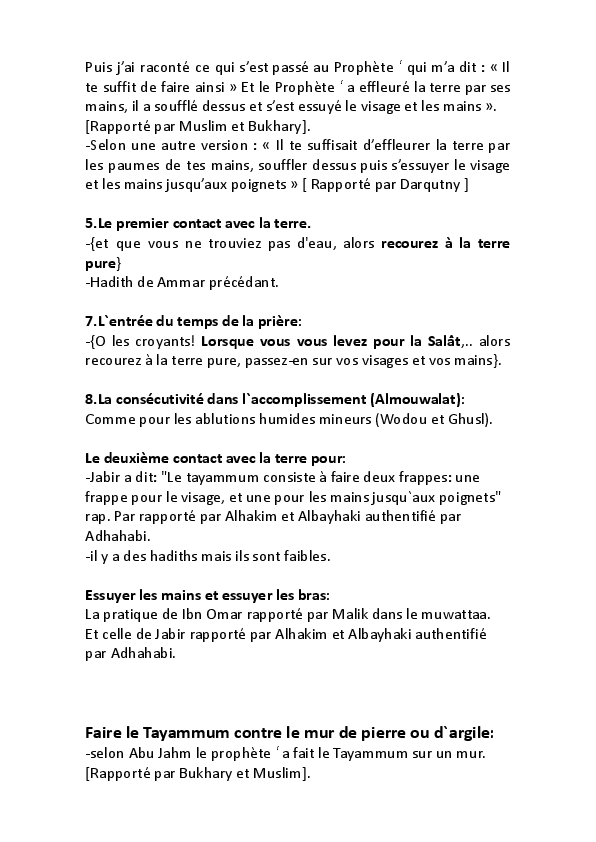 Puis j’ai raconté ce qui s’est passé au Prophète ‘ qui m’a dit : « Il
te suffit de faire ainsi » Et le Prophète ‘ a effleuré la terre par ses
mains, il a soufflé dessus et s’est essuyé le visage et les mains ».
[Rapporté par Muslim et Bukhary].
-Selon une autre version : « Il te suffisait d’effleurer la terre par
les paumes de tes mains, souffler dessus puis s’essuyer le visage
et les mains jusqu’aux poignets » [ Rapporté par Darqutny ]
5.Le premier contact avec la terre.
-{et que vous ne trouviez pas d'eau, alors recourez à la terre
pure}
-Hadith de Ammar précédant.
7.L`entrée du temps de la prière:
-{O les croyants! Lorsque vous vous levez pour la Salât,.. alors
recourez à la terre pure, passez-en sur vos visages et vos mains}.
8.La consécutivité dans l`accomplissement (Almouwalat):
Comme pour les ablutions humides mineurs (Wodou et Ghusl).
Le deuxième contact avec la terre pour:
-Jabir a dit: "Le tayammum consiste à faire deux frappes: une
frappe pour le visage, et une pour les mains jusqu`aux poignets"
rap. Par rapporté par Alhakim et Albayhaki authentifié par
Adhahabi.
-il y a des hadiths mais ils sont faibles.
Essuyer les mains et essuyer les bras:
La pratique de Ibn Omar rapporté par Malik dans le muwattaa.
Et celle de Jabir rapporté par Alhakim et Albayhaki authentifié
par Adhahabi.
Faire le Tayammum contre le mur de pierre ou d`argile:
-selon Abu Jahm le prophète ‘ a fait le Tayammum sur un mur.
[Rapporté par Bukhary et Muslim].